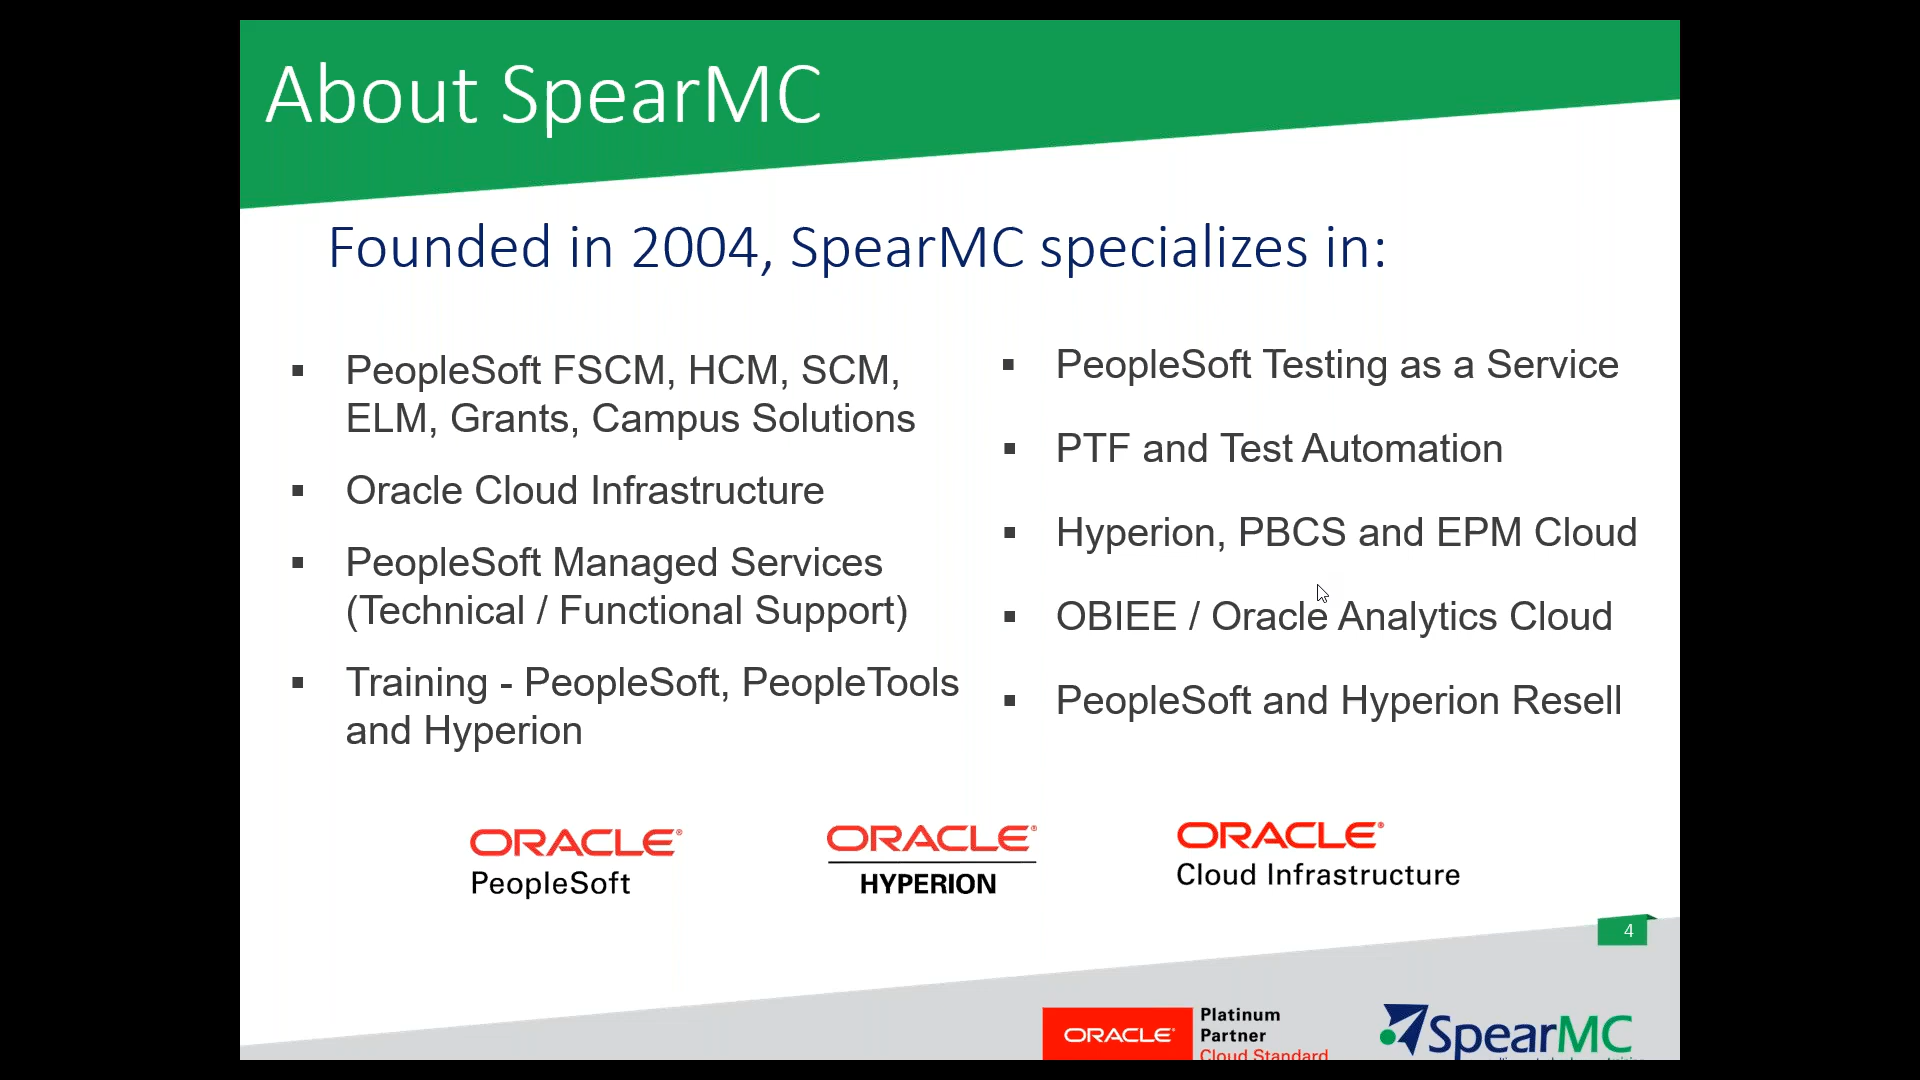 About SpearMC
Founded in 2004, SpearMC specializes in:
PeopleSoft FSCM, HCM, SCM,
ELM, Grants, Campus Solutions
Oracle Cloud Infrastructure
PeopleSoft Managed Services
(Technical / Functional Support)
Training - PeopleSoft, PeopleTools
and Hyperion
PeopleSoft Testing as a Service
PTF and Test Automation
Hyperion, PBCS and EPM Cloud
OBIEE / Oracle Analytics Cloud
PeopleSoft and Hyperion Resell
ORACLE®
PeopleSoft
ORACLE®
HYPERION
ORACLE®
Cloud Infrastructure
4
ORACLE®
Platinum
Partner
Cloud Standard
SpearMC